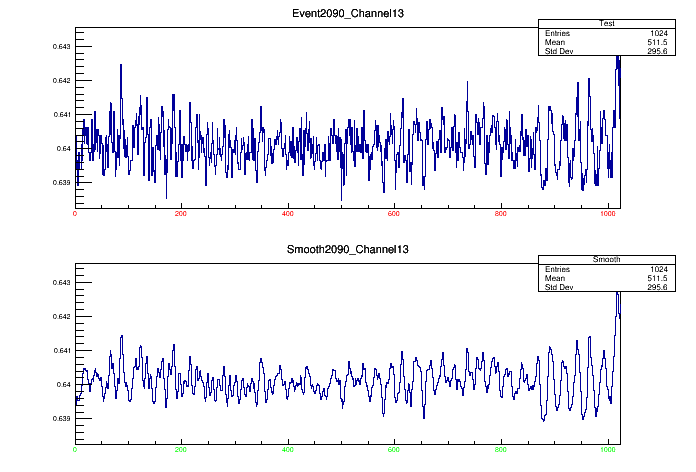 Event2090_Channel13
Test
Entries 1024
Mean 511.5
Std Dev 295.6
0.643
0.642
0.641
0.64
0.639
0 200 400 600 800 1000
Smooth2090_Channel13
Smooth
Entries 1024
Mean 511.5
Std Dev 295.6
0.643
0.642
0.641
0.64
0.639
0 200 400 600 800 1000